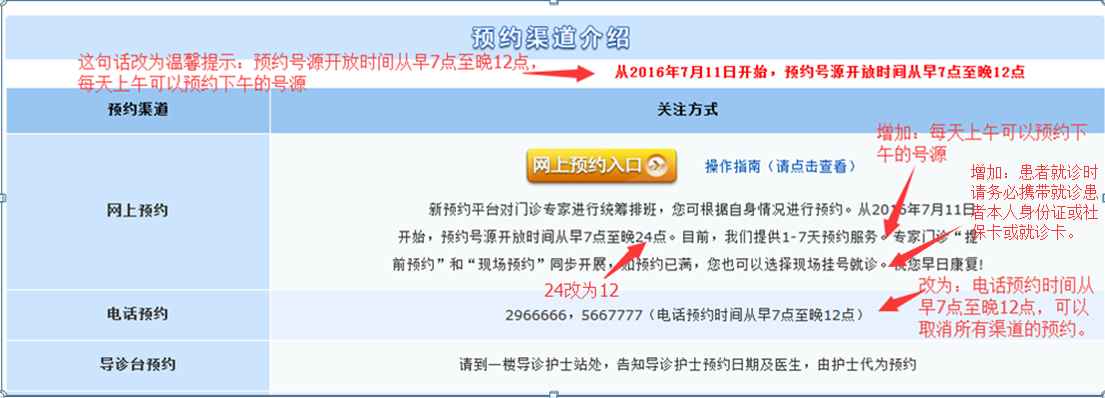 预约渠道介绍
这句话改为温馨提示：预约号源开放时间从早7点至晚12点，
每天上午可以预约下午的号源
从2016年7月11日开始，预约号源开放时间从早7点至晚12点
预约渠道
关注方式
增加：每天上午可以预约下
午的号源
网上预约入口
操作指南（请点击查看）
增加：患者就诊时
请务必携带就诊患
者本人身份证或社
保卡或就诊卡。
网上预约
新预约平台对门诊专家进行统筹排班，您可根据自身情况进行预约。从2016年7月11日
开始，预约号源开放时间从早7点至晚24点。目前，我们提供1-7天预约服务。专家门诊“提
前预约”和“现场预约”同步开展，如预约已满，您也可以选择现场挂号就诊。祝您早日康复!
24改为12
改为：电话预约时间从
早7点至晚12点，可以
取消所有渠道的预约。
电话预约
2966666，5667777（电话预约时间从早7点至晚12点）
导诊台预约
请到一楼导诊护士站处，告知导诊护士预约日期及医生，由护士代为预约